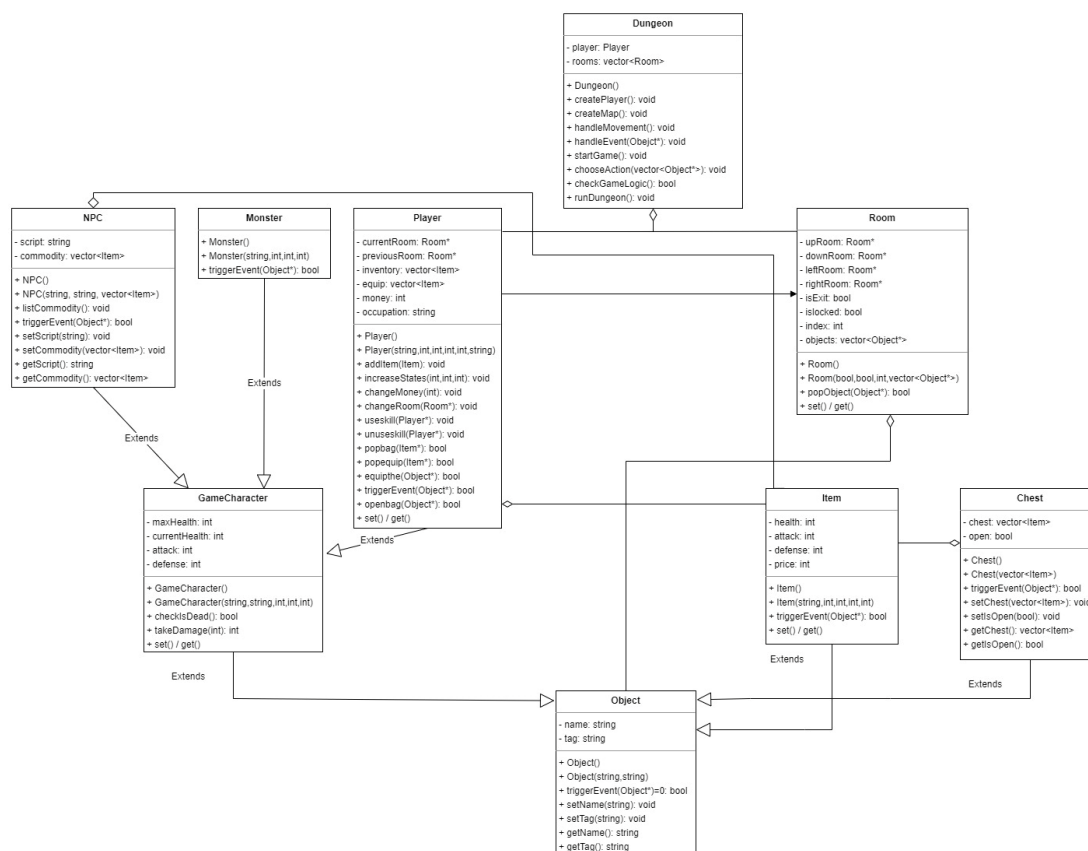 Dungeon
- player: Player
- rooms: vector<Room>
+ Dungeon()
+ createPlayer(): void
+ createMap(): void
+ handleMovement(): void
+ handleEvent(Obejct*): void
+ startGame(): void
+ chooseAction(vector<Object*>): void
+ checkGameLogic(): bool
+ runDungeon(): void
NPC
- script: string
- commodity: vector<Item>
+ NPC()
+ NPC(string, string, vector<Item>)
+ listCommodity(): void
+ triggerEvent(Object*): bool
+ setScript(string): void
+ setCommodity(vector<Item>): void
+ getScript(): string
+ getCommodity(): vector<Item>
Monster
+ Monster()
+ Monster(string,int,int,int)
+ triggerEvent(Object*): bool
Player
- currentRoom: Room*
- previousRoom: Room*
- inventory: vector<Item>
- equip: vector<Item>
- money: int
- occupation: string
+ Player()
+ Player(string,int,int,int,int,string)
+ addItem(Item): void
+ increaseStates(int,int,int): void
+ changeMoney(int): void
+ changeRoom(Room*): void
+ useskill(Player*): void
+ unuseskill(Player*): void
+ popbag(Item*): bool
+ popequip(Item*): bool
+ equipthe(Object*): bool
+ triggerEvent(Object*): bool
+ openbag(Object*): bool
+ set() / get()
Room
- upRoom: Room*
- downRoom: Room*
- leftRoom: Room*
- rightRoom: Room*
- isExit: bool
- islocked: bool
- index: int
- objects: vector<Object*>
+ Room()
+ Room(bool,bool,int,vector<Object*>)
+ popObject(Object*): bool
+ set() / get()
Extends
Extends
Extends
GameCharacter
- maxHealth: int
- currentHealth: int
- attack: int
- defense: int
+ GameCharacter()
+ GameCharacter(string,string,int,int,int)
+ checkIsDead(): bool
+ takeDamage(int): int
+ set() / get()
Item
- health: int
- attack: int
- defense: int
- price: int
+ Item()
+ Item(string,int,int,int,int)
+ triggerEvent(Object*): bool
+ set() / get()
Chest
- chest: vector<Item>
- open: bool
+ Chest()
+ Chest(vector<Item>)
+ triggerEvent(Object*): bool
+ setChest(vector<Item>): void
+ setIsOpen(bool): void
+ getChest(): vector<Item>
+ getIsOpen(): bool
Extends
Extends
Extends
Object
- name: string
- tag: string
+ Object()
+ Object(string,string)
+ triggerEvent(Object*)=0: bool
+ setName(string): void
+ setTag(string): void
+ getName(): string
+ getTag(): string